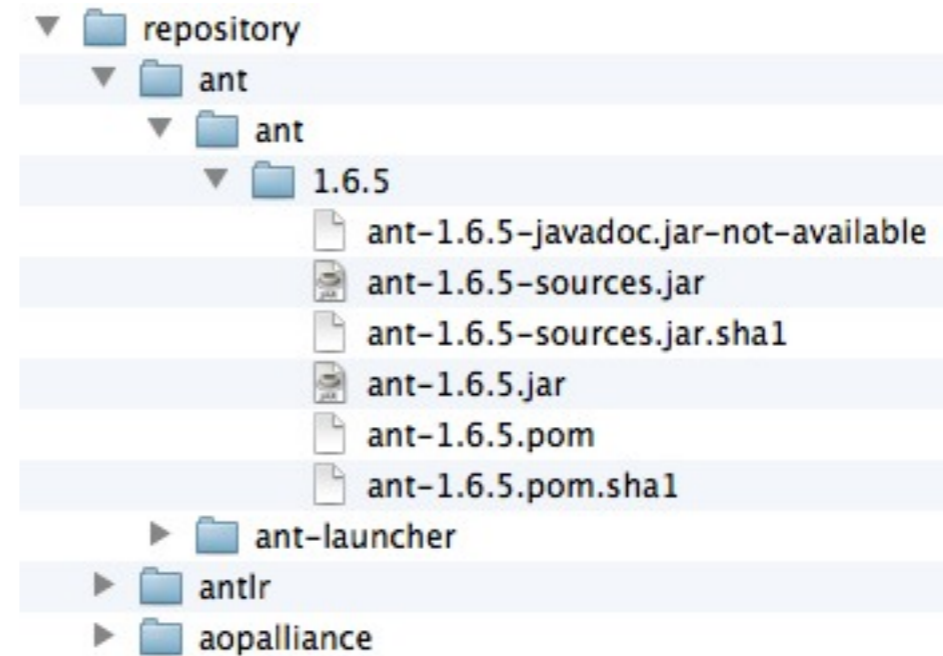 repository
ant
ant
1.6.5
ant-1.6.5-javadoc.jar-not-available
ant-1.6.5-sources.jar
ant-1.6.5-sources.jar.sha1
ant-1.6.5.jar
ant-1.6.5.pom
ant-1.6.5.pom.sha1
ant-launcher
antlr
aopalliance